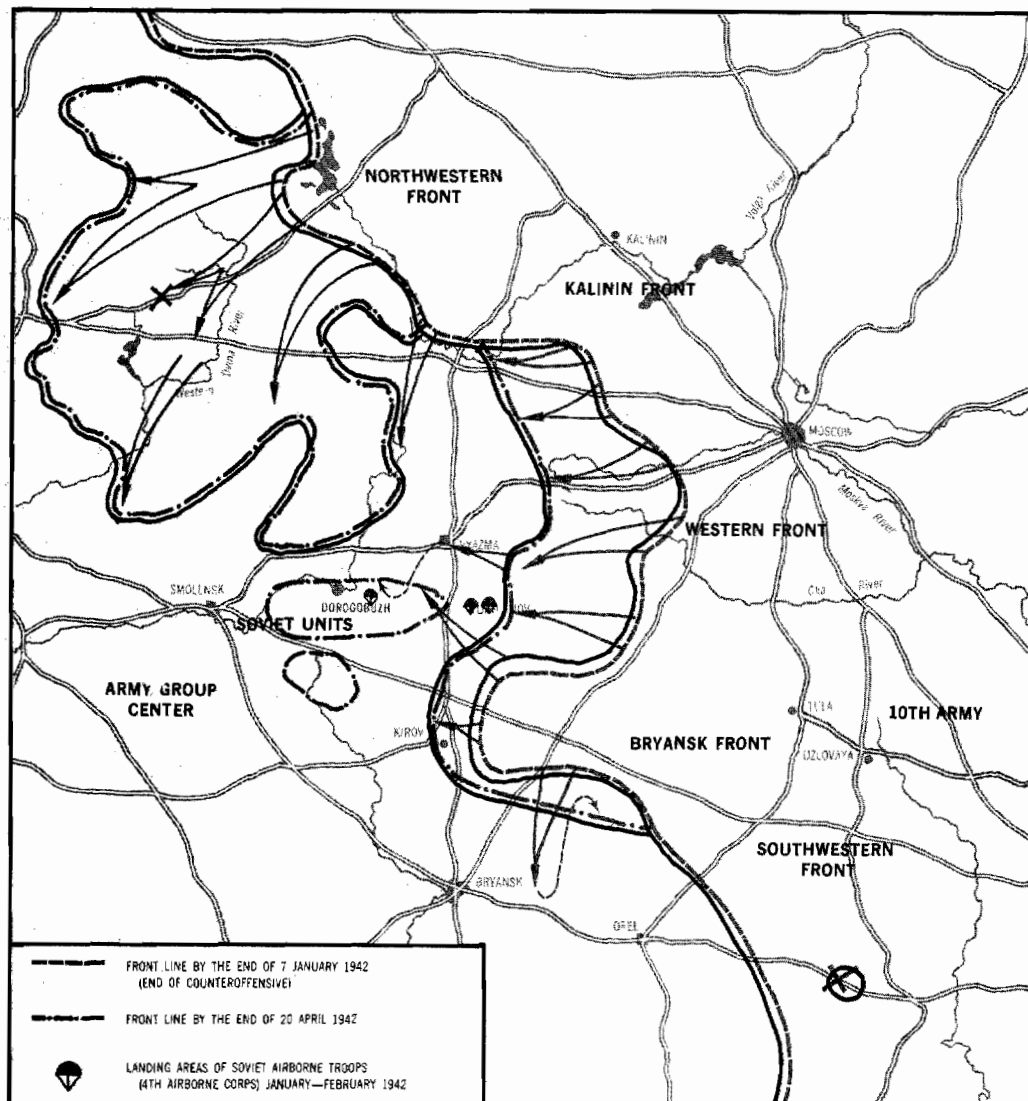 NORTHWESTERN
FRONT
Volga River
KALININ
KALININ FRONT
Western Dvina River
MOSCOW
Moskva River
WESTERN FRONT
VYAZMA
River
SMOLENSK
DOROGOBUZH
SOVIET UNITS
ARMY GROUP
CENTER
TULA
10TH ARMY
KIROV
BRYANSK FRONT
UZLOVAYA
SOUTHWESTERN
FRONT
BRYANSK
OREL
FRONT LINE BY THE END OF 7 JANUARY 1942
(END OF COUNTEROFFENSIVE)
FRONT LINE BY THE END OF 20 APRIL 1942
LANDING AREAS OF SOVIET AIRBORNE TROOPS
(4TH AIRBORNE CORPS) JANUARY—FEBRUARY 1942